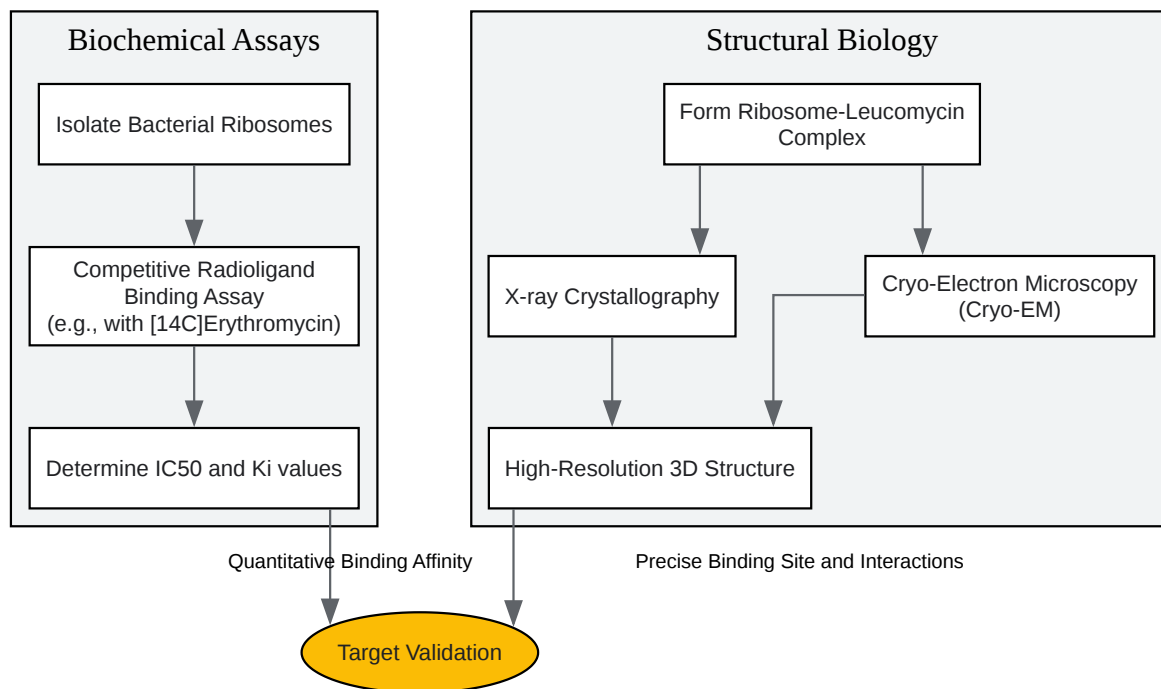 Biochemical Assays
Isolate Bacterial Ribosomes
Competitive Radioligand
Binding Assay
(e.g., with [14C]Erythromycin)
Determine IC50 and Ki values
Structural Biology
Form Ribosome-Leucomycin
Complex
X-ray Crystallography
Cryo-Electron Microscopy
(Cryo-EM)
High-Resolution 3D Structure
Quantitative Binding Affinity
Precise Binding Site and Interactions
Target Validation